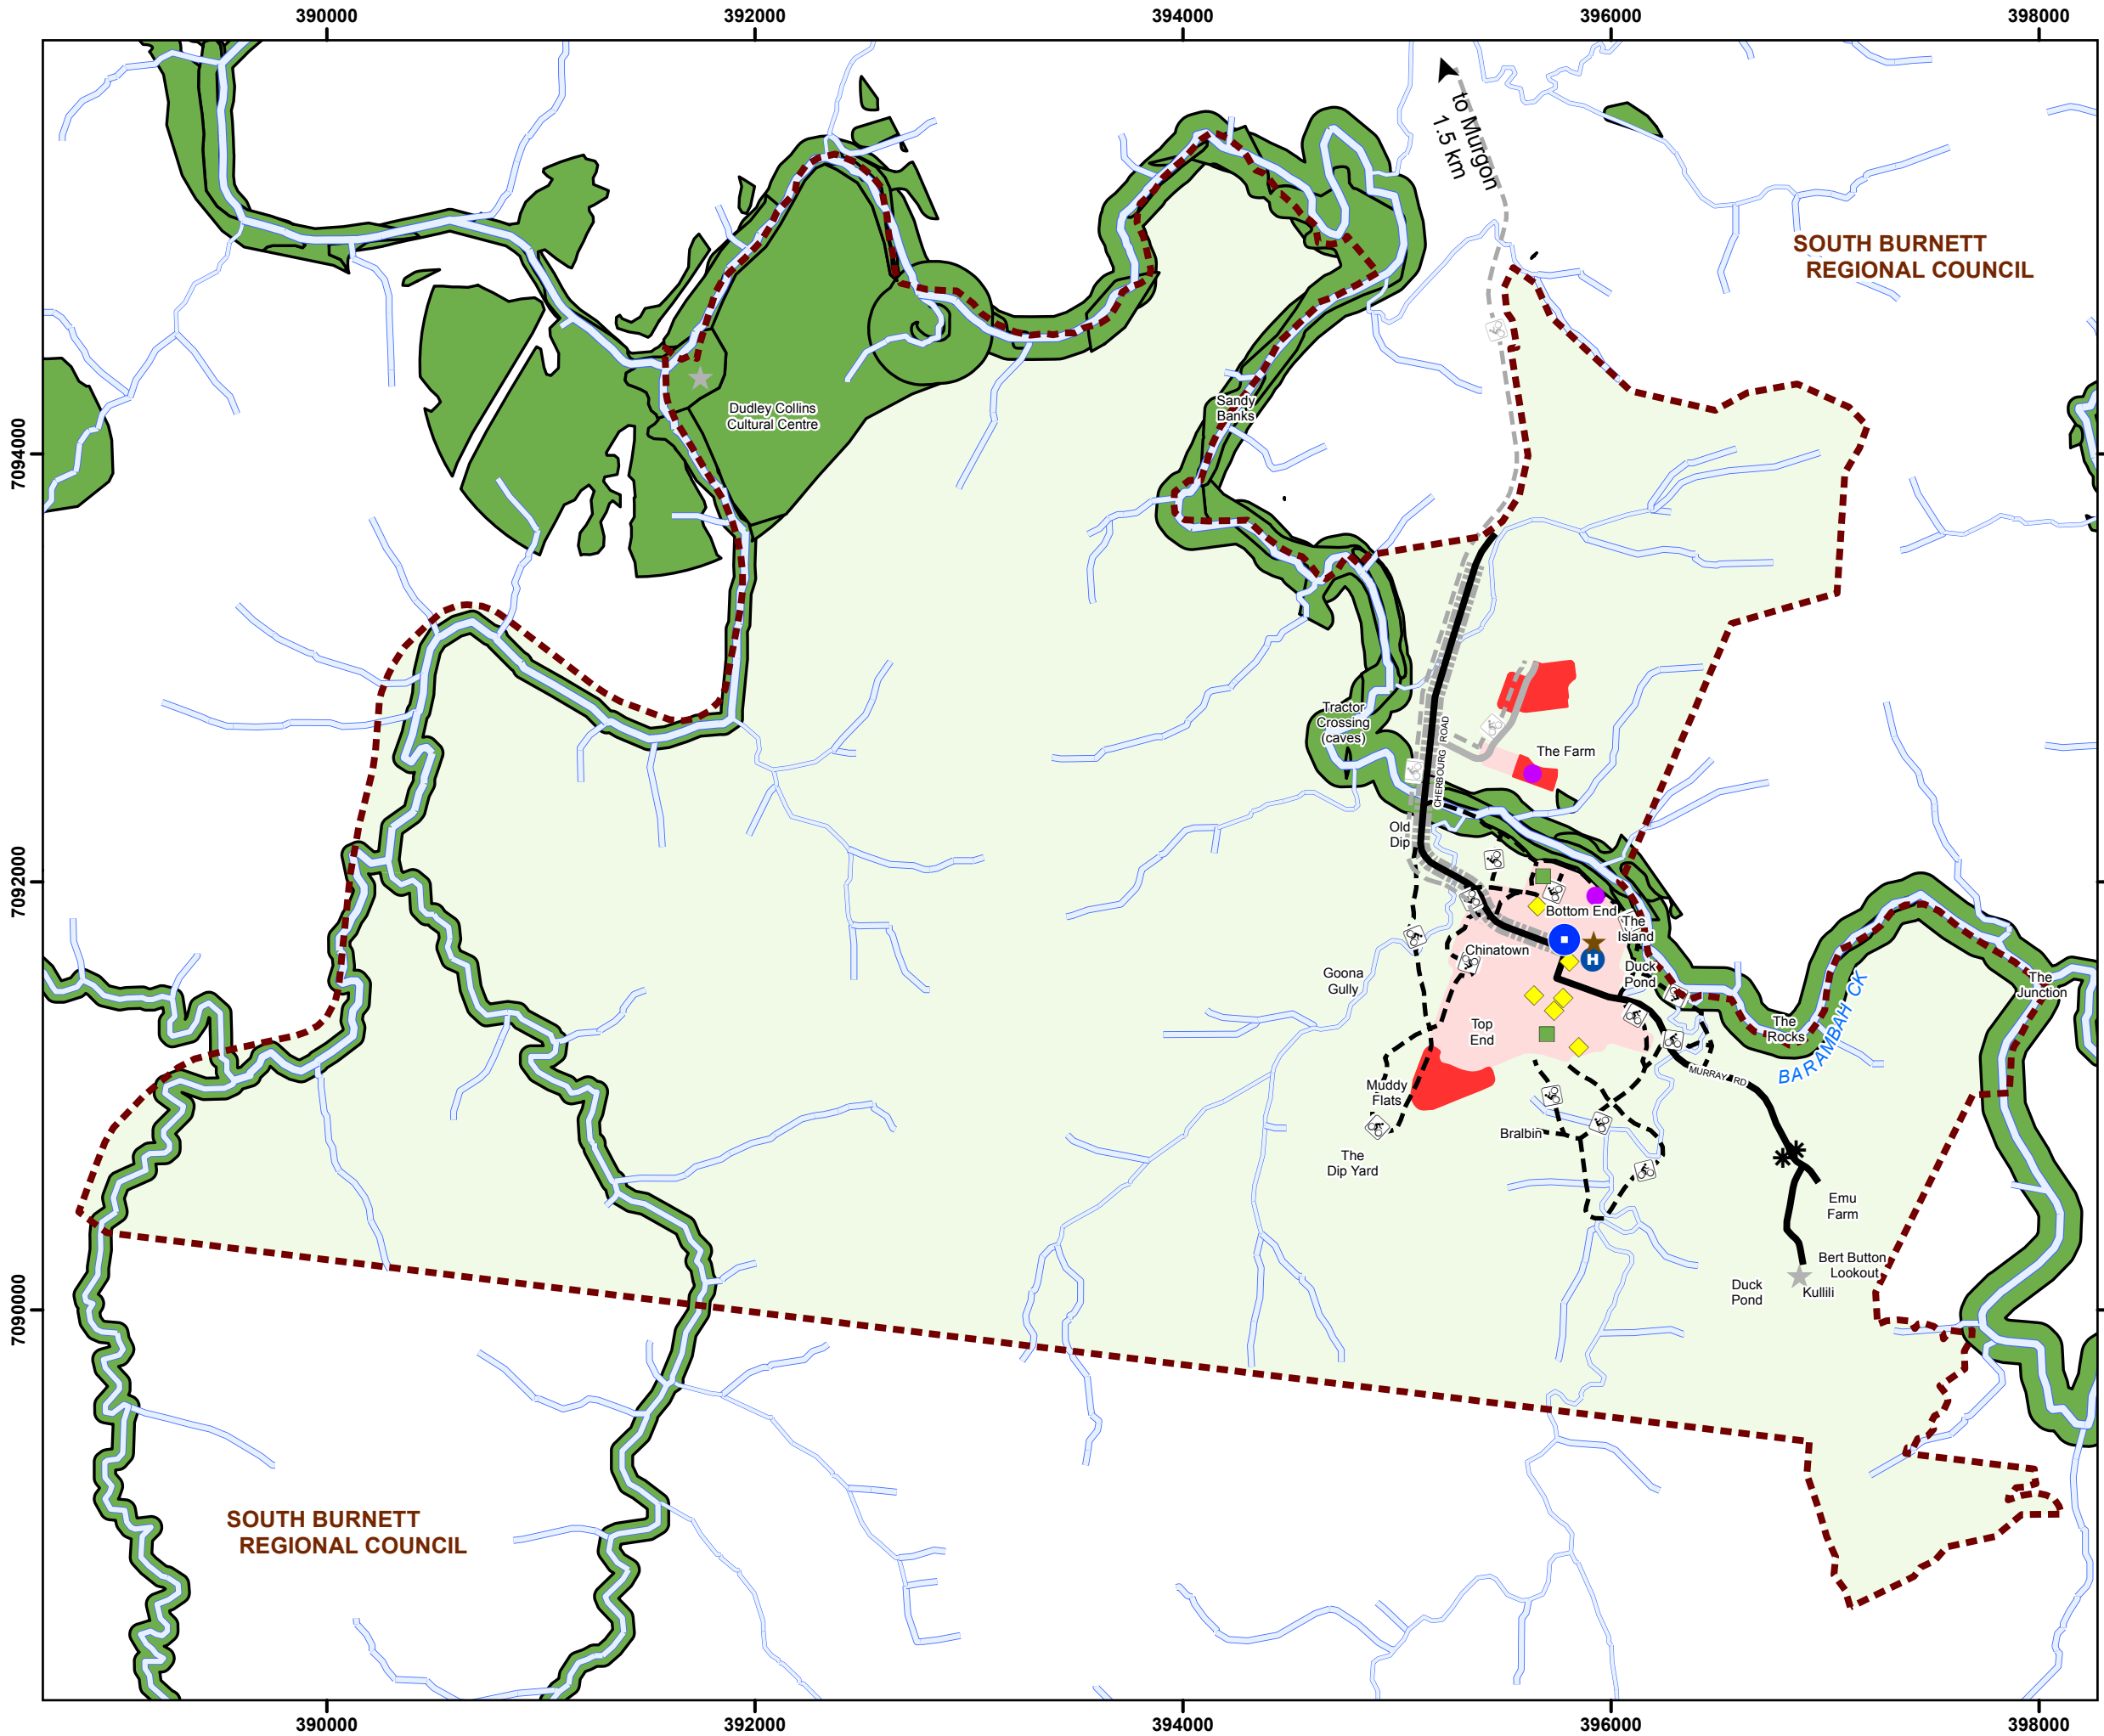 390000
392000
394000
396000
398000
to Murgon
1.5 km
SOUTH BURNETT
REGIONAL COUNCIL
7094000
Dudley Collins
Cultural Centre
Sandy
Banks
Tractor
Crossing
(caves)
CHERBOURG ROAD
The Farm
Old
Dip
7092000
Bottom End
The
Island
Chinatown
H
Duck
Pond
Goona
Gully
The
Junction
The
Rocks
BARAMBAH CK
Top
End
MURRAY RD
Muddy
Flats
Bralbin
The
Dip Yard
Emu
Farm
Bert Button
Lookout
Duck
Pond
Kullili
7090000
SOUTH BURNETT
REGIONAL COUNCIL
390000
392000
394000
396000
398000